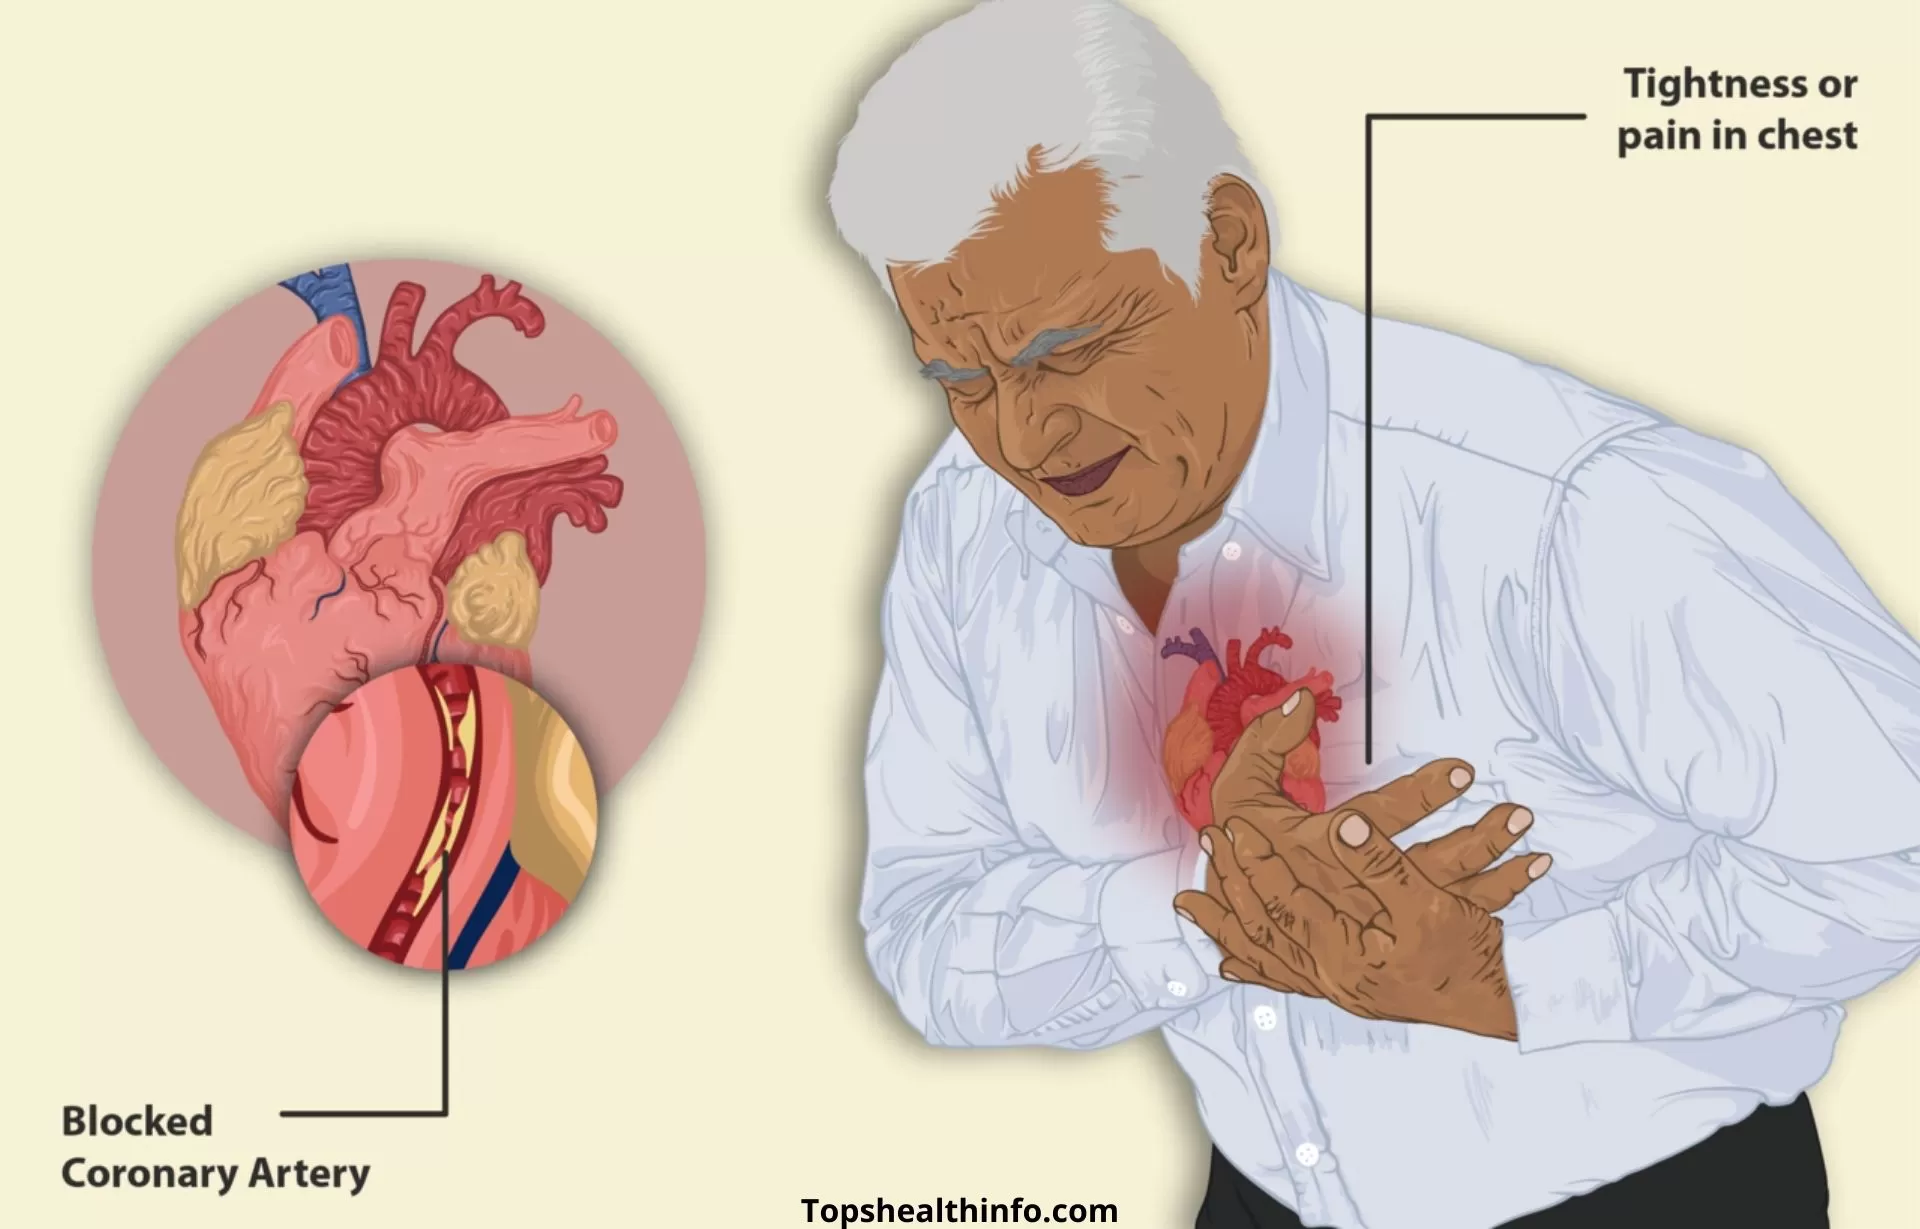 Tightness or
pain in chest
Blocked
Coronary Artery
Topshealthinfo.com